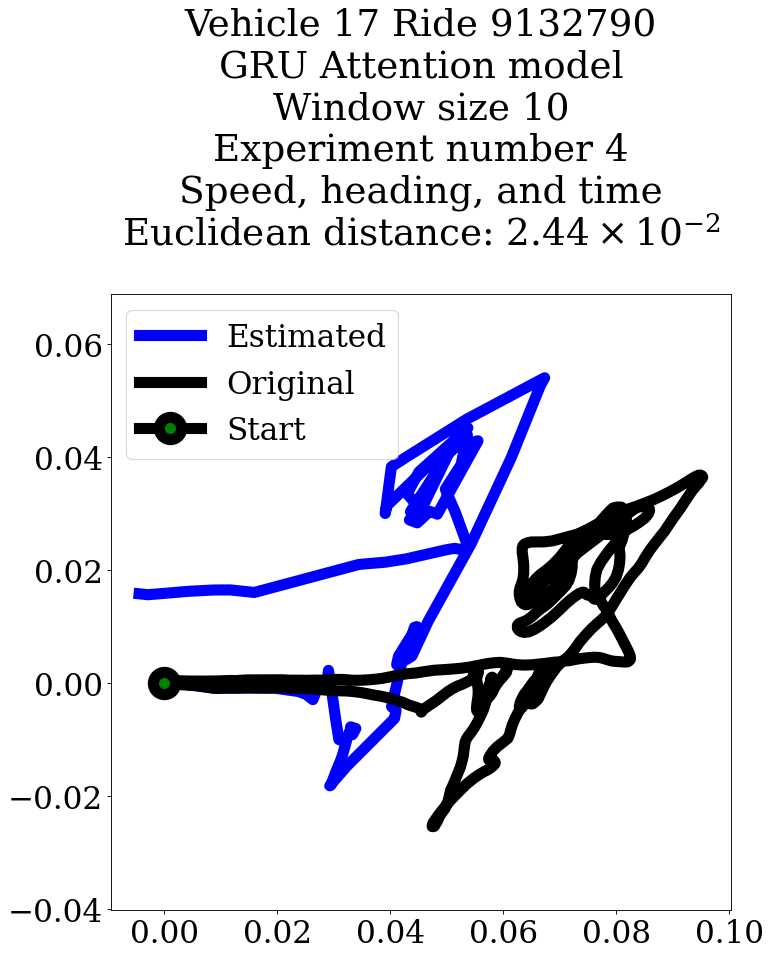 Vehicle 17 Ride 9132790
GRU Attention model
Window size 10
Experiment number 4
Speed, heading, and time
Euclidean distance: 2.44 × 10⁻²
Estimated
Original
Start
0.06
0.04
0.02
0.00
−0.02
−0.04
0.00 0.02 0.04 0.06 0.08 0.10